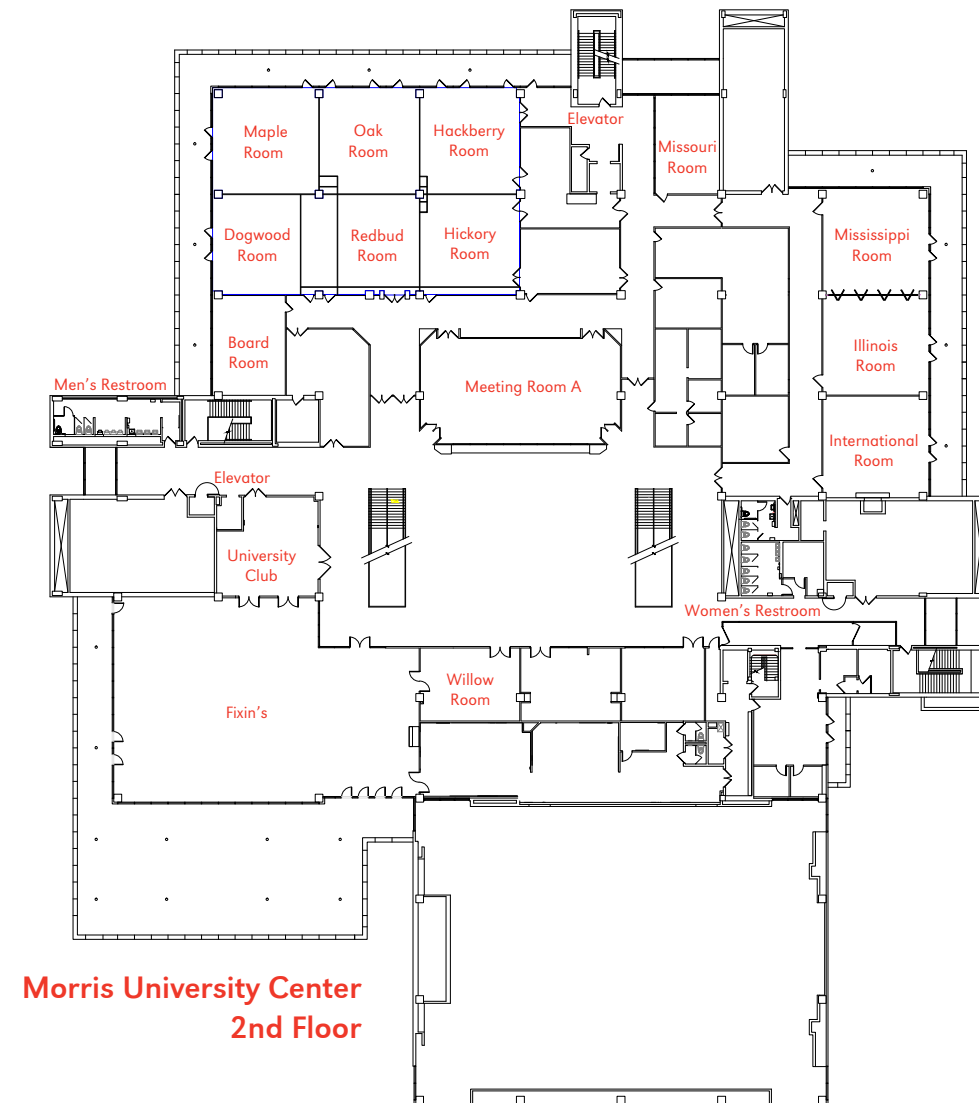 Elevator
Maple
Room
Oak
Room
Hackberry
Room
Missouri
Room
Dogwood
Room
Redbud
Room
Hickory
Room
Mississippi
Room
Board
Room
Meeting Room A
Illinois
Room
Men's Restroom
International
Room
Elevator
University
Club
Women's Restroom
Willow
Room
Fixin's
Morris University Center
2nd Floor